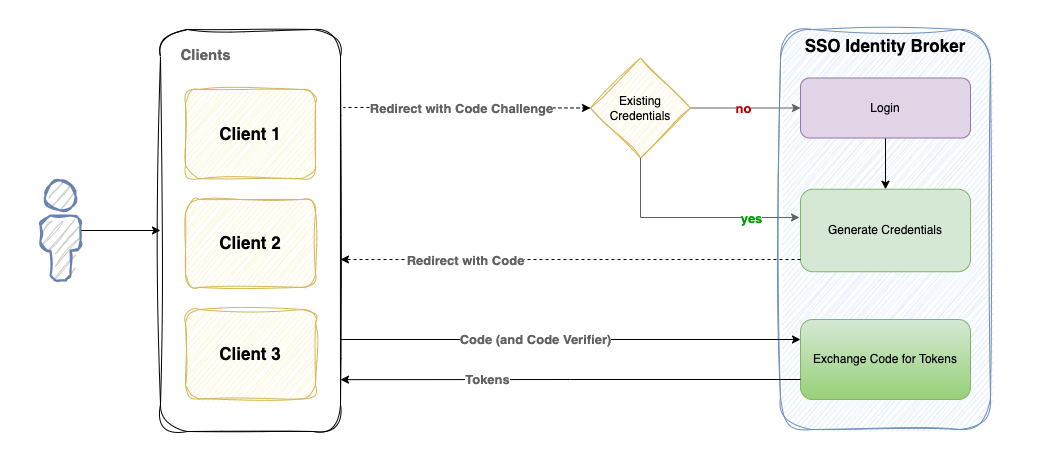 Clients
Client 1
Client 2
Client 3
Redirect with Code Challenge
Existing
Credentials
no
yes
SSO Identity Broker
Login
Generate Credentials
Redirect with Code
Code (and Code Verifier)
Exchange Code for Tokens
Tokens